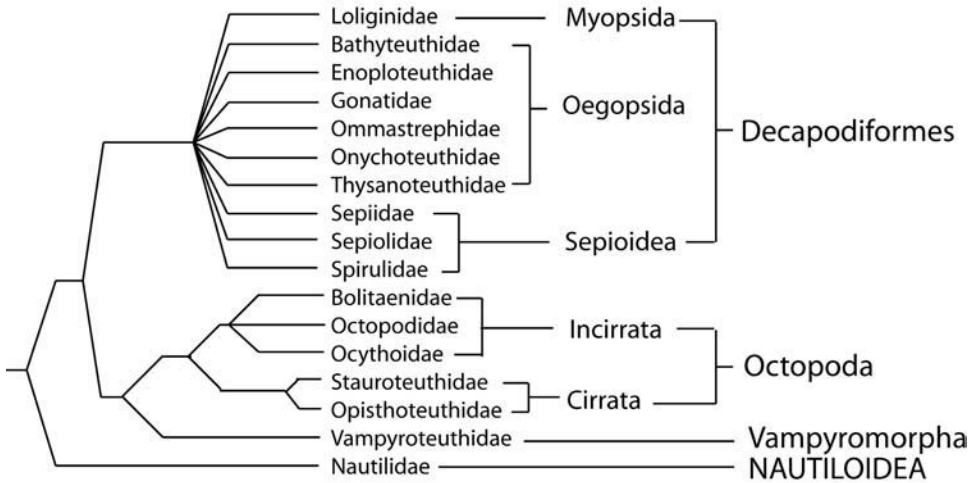 Loliginidae
Myopsida
Bathyteuthidae
Enoploteuthidae
Gonatidae
Oegopsida
Ommastrephidae
Decapodiformes
Onychoteuthidae
Thysanoteuthidae
Sepiidae
Sepiolidae
Sepioidea
Spirulidae
Bolitaenidae
Octopodidae
Incirrata
Ocythoidae
Octopoda
Stauroteuthidae
Cirrata
Opisthoteuthidae
Vampyroteuthidae
Vampyromorpha
Nautilidae
NAUTILOIDEA